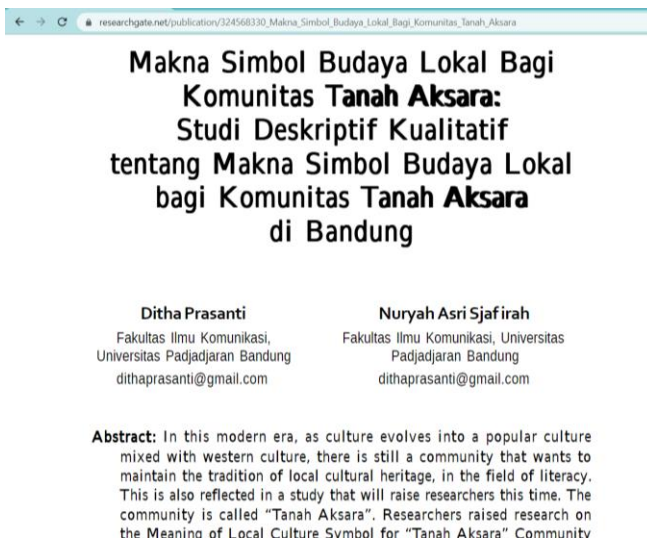 researchgate.net/publication/324568330_Makna_Simbol_Budaya_Lokal_Bagi_Komunitas_Tanah_Aksara
Makna Simbol Budaya Lokal Bagi
Komunitas Tanah Aksara:
Studi Deskriptif Kualitatif
tentang Makna Simbol Budaya Lokal
bagi Komunitas Tanah Aksara
di Bandung
Ditha Prasanti
Fakultas Ilmu Komunikasi,
Universitas Padjadjaran Bandung
dithaprasanti@gmail.com
Nuryah Asri Sjafirah
Fakultas Ilmu Komunikasi, Universitas
Padjadjaran Bandung
dithaprasanti@gmail.com
Abstract: In this modern era, as culture evolves into a popular culture
mixed with western culture, there is still a community that wants to
maintain the tradition of local cultural heritage, in the field of literacy.
This is also reflected in a study that will raise researchers this time. The
community is called “Tanah Aksara”. Researchers raised research on
the Meaning of Local Culture Symbol for “Tanah Aksara” Community